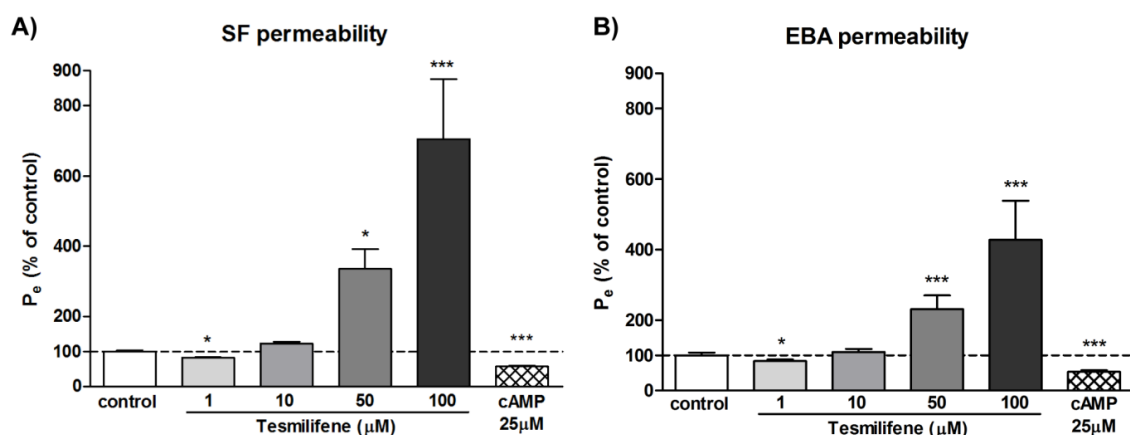 A)
SF permeability
P_e (% of control)
900
800
600
400
200
100
0
*
*
***
***
control
1
10
50
100
cAMP
25μM
Tesmilifene (μM)
B)
EBA permeability
P_e (% of control)
900
800
600
400
200
100
0
*
***
***
***
control
1
10
50
100
cAMP
25μM
Tesmilifene (μM)